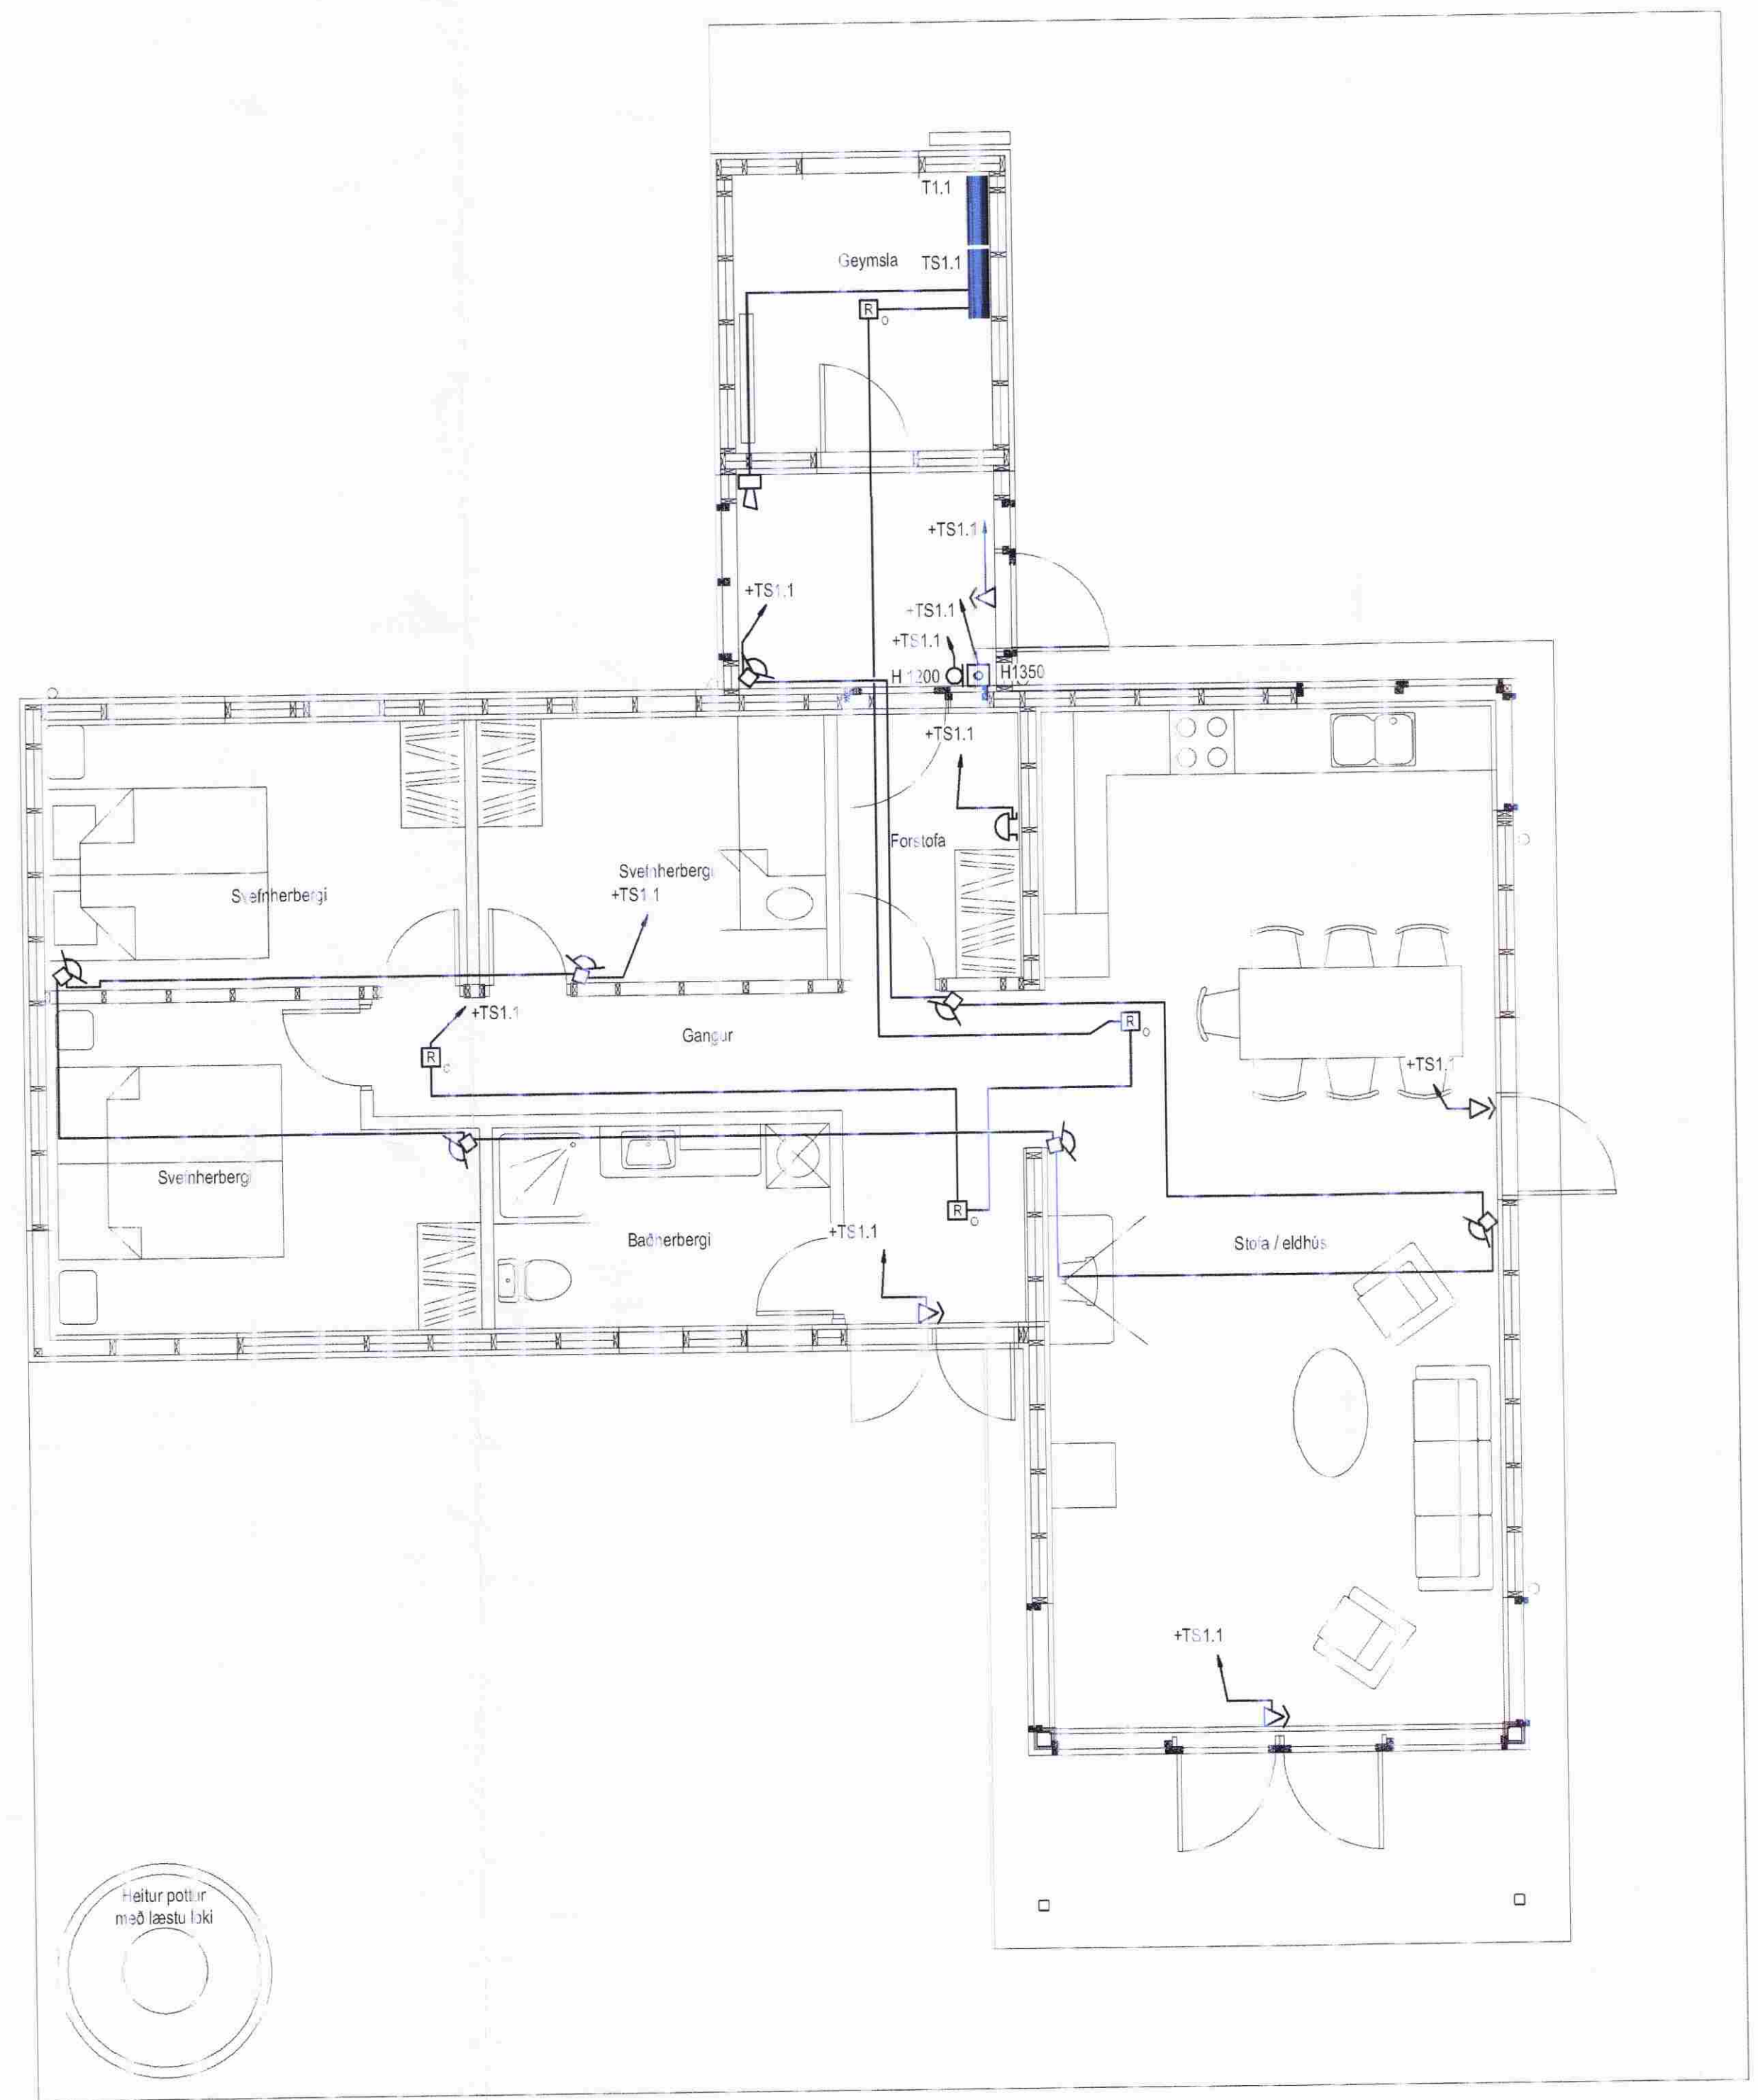 T1.1
Geymsla TS1.1
R
+TS1.1
+TS1.1
+TS1.1
+TS1.1
H 1200
H1350
+TS1.1
Forstofa
Svefnherbergi
Svefnherbergi
+TS1.1
+TS1.1
Gangur
R
R
+TS1.1
Svefnherbergi
R
Baðherbergi
+TS1.1
Stofa / eldhús
+TS1.1
Heitur pottur
með læstu loki